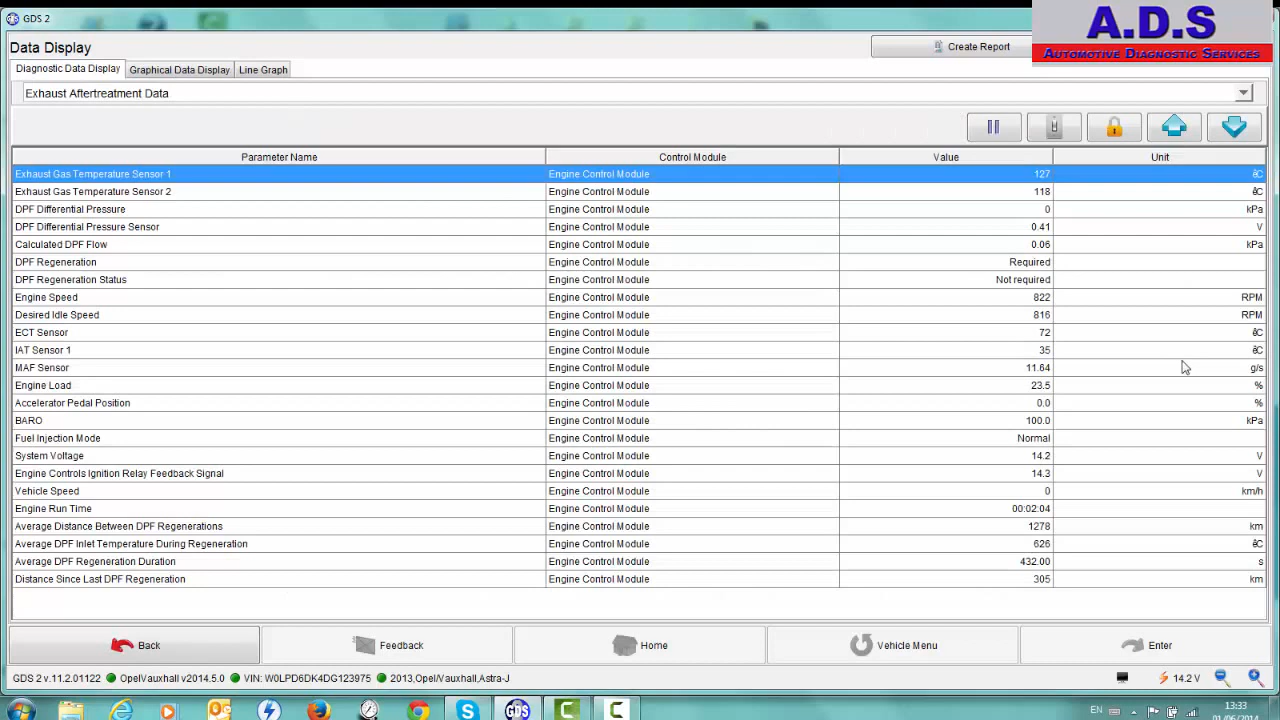 GDS 2
A.D.S
Automotive Diagnostic Services
Data Display
Create Report
Diagnostic Data Display Graphical Data Display Line Graph
Exhaust Aftertreatment Data
Parameter Name Control Module Value Unit
Exhaust Gas Temperature Sensor 1 Engine Control Module 127 êC
Exhaust Gas Temperature Sensor 2 Engine Control Module 118 êC
DPF Differential Pressure Engine Control Module 0 kPa
DPF Differential Pressure Sensor Engine Control Module 0.41 V
Calculated DPF Flow Engine Control Module 0.06 kPa
DPF Regeneration Engine Control Module Required
DPF Regeneration Status Engine Control Module Not required
Engine Speed Engine Control Module 822 RPM
Desired Idle Speed Engine Control Module 816 RPM
ECT Sensor Engine Control Module 72 êC
IAT Sensor 1 Engine Control Module 35 êC
MAF Sensor Engine Control Module 11.64 g/s
Engine Load Engine Control Module 23.5 %
Accelerator Pedal Position Engine Control Module 0.0 %
BARO Engine Control Module 100.0 kPa
Fuel Injection Mode Engine Control Module Normal
System Voltage Engine Control Module 14.2 V
Engine Controls Ignition Relay Feedback Signal Engine Control Module 14.3 V
Vehicle Speed Engine Control Module 0 km/h
Engine Run Time Engine Control Module 00:02:04
Average Distance Between DPF Regenerations Engine Control Module 1278 km
Average DPF Inlet Temperature During Regeneration Engine Control Module 626 êC
Average DPF Regeneration Duration Engine Control Module 432.00 s
Distance Since Last DPF Regeneration Engine Control Module 305 km
Back Feedback Home Vehicle Menu Enter
GDS 2 v.11.2.01122 Opel/Vauxhall v2014.5.0 VIN: W0LPD6DK4DG123975 2013,Opel/Vauxhall,Astra-J 14.2 V
GDS EN 13:33
01/06/2014